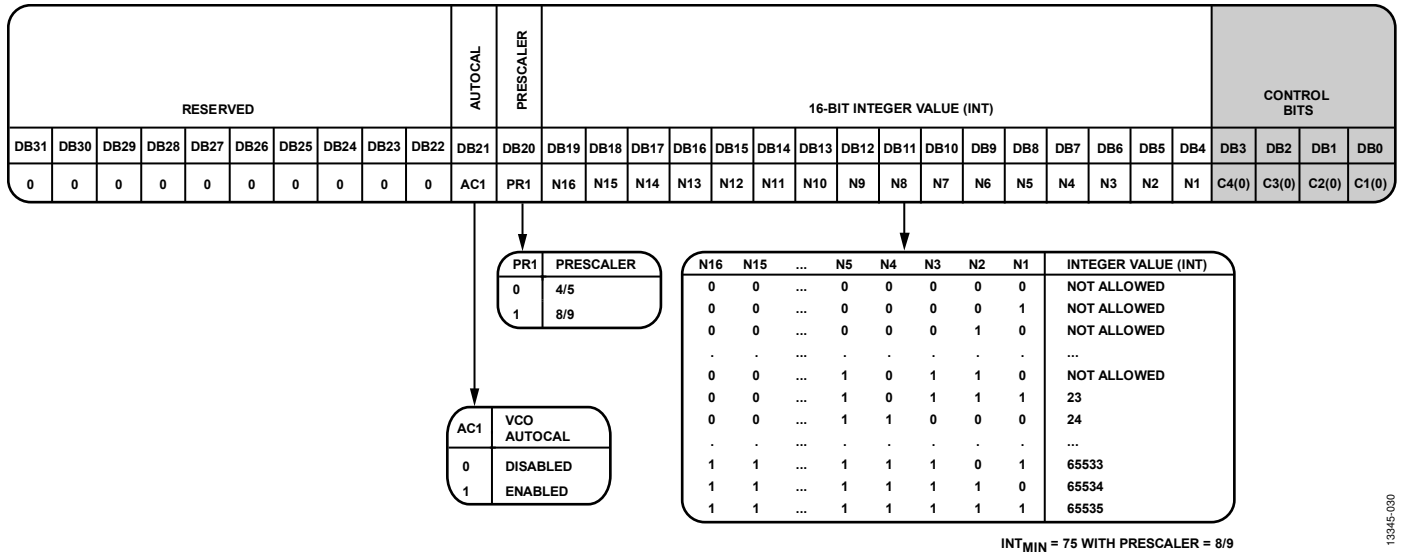 RESERVED AUTOCAL PRESCALER 16-BIT INTEGER VALUE (INT) CONTROL BITS
DB31 DB30 DB29 DB28 DB27 DB26 DB25 DB24 DB23 DB22 DB21 DB20 DB19 DB18 DB17 DB16 DB15 DB14 DB13 DB12 DB11 DB10 DB9 DB8 DB7 DB6 DB5 DB4 DB3 DB2 DB1 DB0
0 0 0 0 0 0 0 0 0 0 AC1 PR1 N16 N15 N14 N13 N12 N11 N10 N9 N8 N7 N6 N5 N4 N3 N2 N1 C4(0) C3(0) C2(0) C1(0)
PR1 PRESCALER
0 4/5
1 8/9
AC1 VCO AUTOCAL
0 DISABLED
1 ENABLED
N16 N15 ... N5 N4 N3 N2 N1 INTEGER VALUE (INT)
0 0 ... 0 0 0 0 0 NOT ALLOWED
0 0 ... 0 0 0 0 1 NOT ALLOWED
0 0 ... 0 0 0 1 0 NOT ALLOWED
. . ... . . . . . ...
0 0 ... 1 0 1 1 0 NOT ALLOWED
0 0 ... 1 0 1 1 1 23
0 0 ... 1 1 0 0 0 24
. . ... . . . . . ...
1 1 ... 1 1 1 0 1 65533
1 1 ... 1 1 1 1 0 65534
1 1 ... 1 1 1 1 1 65535
INTMIN = 75 WITH PRESCALER = 8/9
13345-030